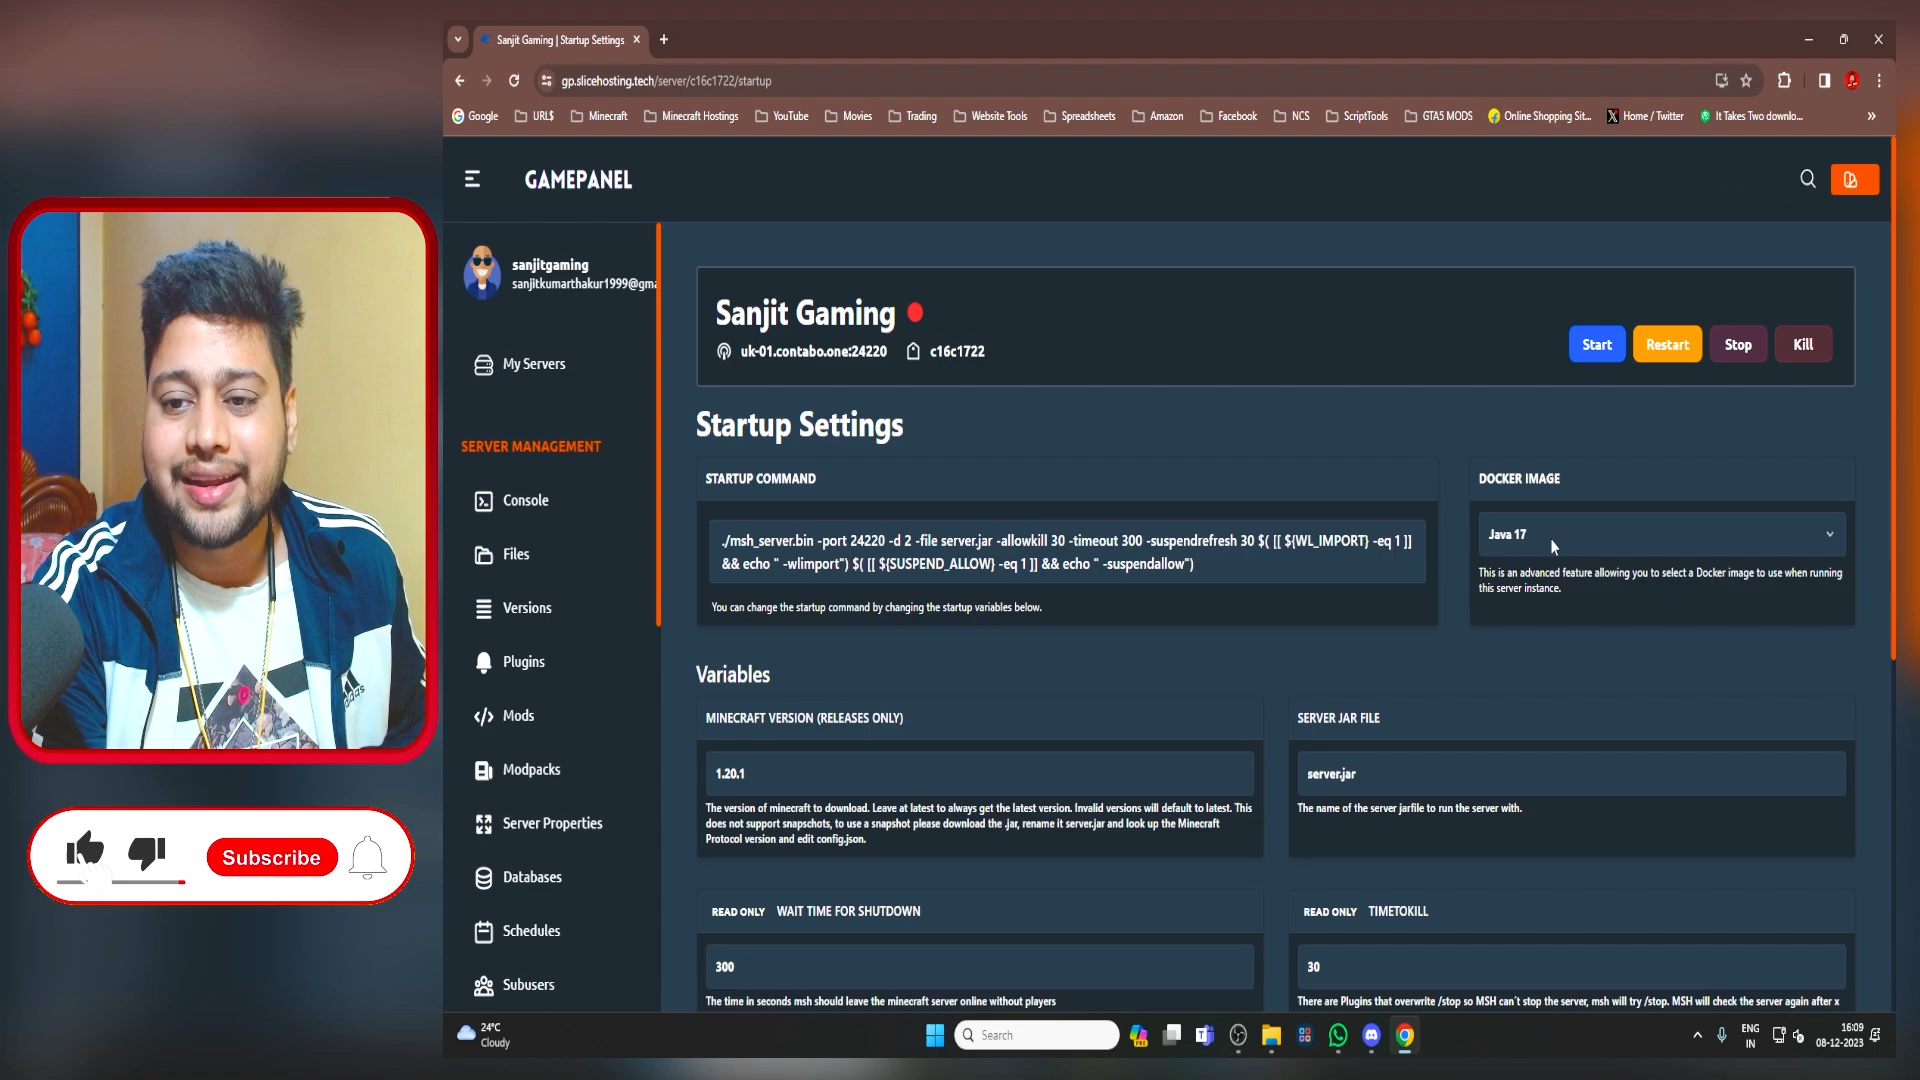 Sanjit Gaming | Startup Settings
gp.slicehosting.tech/server/c16c1722/startup
Google URL$ Minecraft Minecraft Hostings YouTube Movies Trading Website Tools Spreadsheets Amazon Facebook NCS ScriptTools GTA5 MODS Online Shopping Sit... Home / Twitter It Takes Two downlo... »
GAMEPANEL
sanjitgaming
sanjitkumarthakur1999@gma
My Servers
SERVER MANAGEMENT
Console
Files
Versions
Plugins
Mods
Modpacks
Server Properties
Databases
Schedules
Subusers
Sanjit Gaming
uk-01.contabo.one:24220 c16c1722
Start Restart Stop Kill
Startup Settings
STARTUP COMMAND
./msh_server.bin -port 24220 -d 2 -file server.jar -allowkill 30 -timeout 300 -suspendrefresh 30 $( [[ ${WL_IMPORT} -eq 1 ]]
&& echo " -wlimport") $( [[ ${SUSPEND_ALLOW} -eq 1 ]] && echo " -suspendallow")
You can change the startup command by changing the startup variables below.
DOCKER IMAGE
Java 17
This is an advanced feature allowing you to select a Docker image to use when running
this server instance.
Variables
MINECRAFT VERSION (RELEASES ONLY)
1.20.1
The version of minecraft to download. Leave at latest to always get the latest version. Invalid versions will default to latest. This
does not support snapshots, to use a snapshot please download the .jar, rename it server.jar and look up the Minecraft
Protocol version and edit config.json.
SERVER JAR FILE
server.jar
The name of the server jarfile to run the server with.
READ ONLY WAIT TIME FOR SHUTDOWN
300
The time in seconds msh should leave the minecraft server online without players
READ ONLY TIMETOKILL
30
There are Plugins that overwrite /stop so MSH can't stop the server, msh will try /stop. MSH will check the server again after x
adidas
Subscribe
24°C
Cloudy
Search
PRE
ENG
IN
16:09
08-12-2023